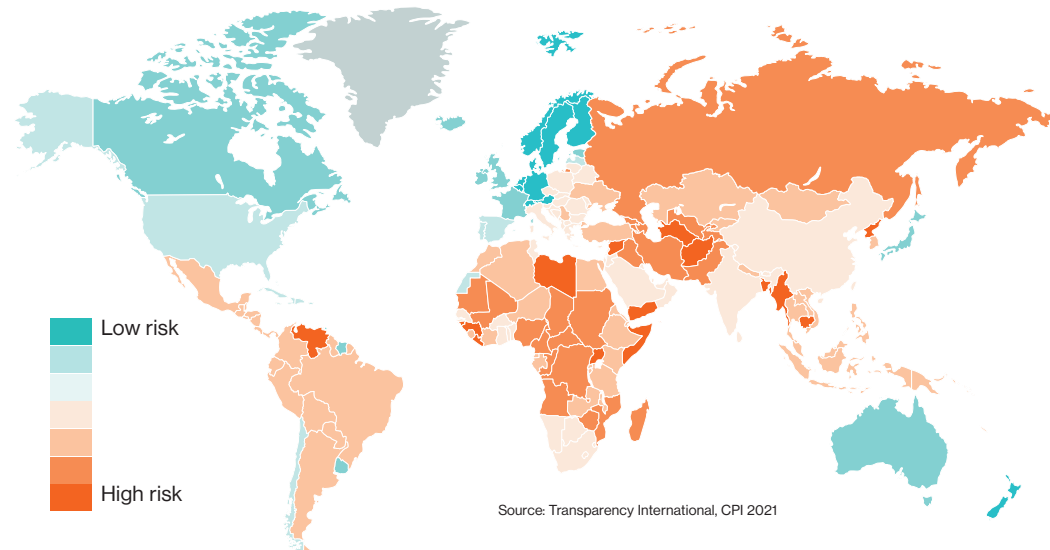 Low risk
High risk
Source: Transparency International, CPI 2021